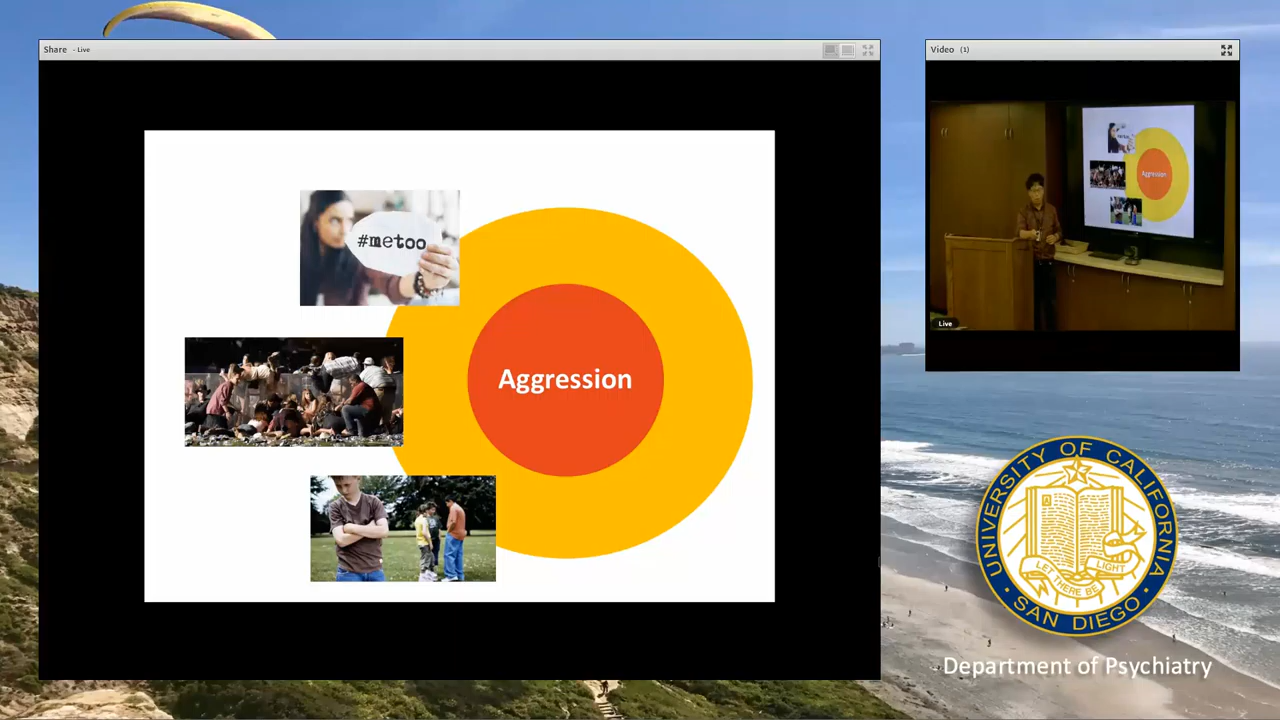 Share - Live
Video (1)
#metoo
Aggression
Aggression
Live
UNIVERSITY OF CALIFORNIA
LET THERE BE LIGHT
SAN DIEGO
Department of Psychiatry